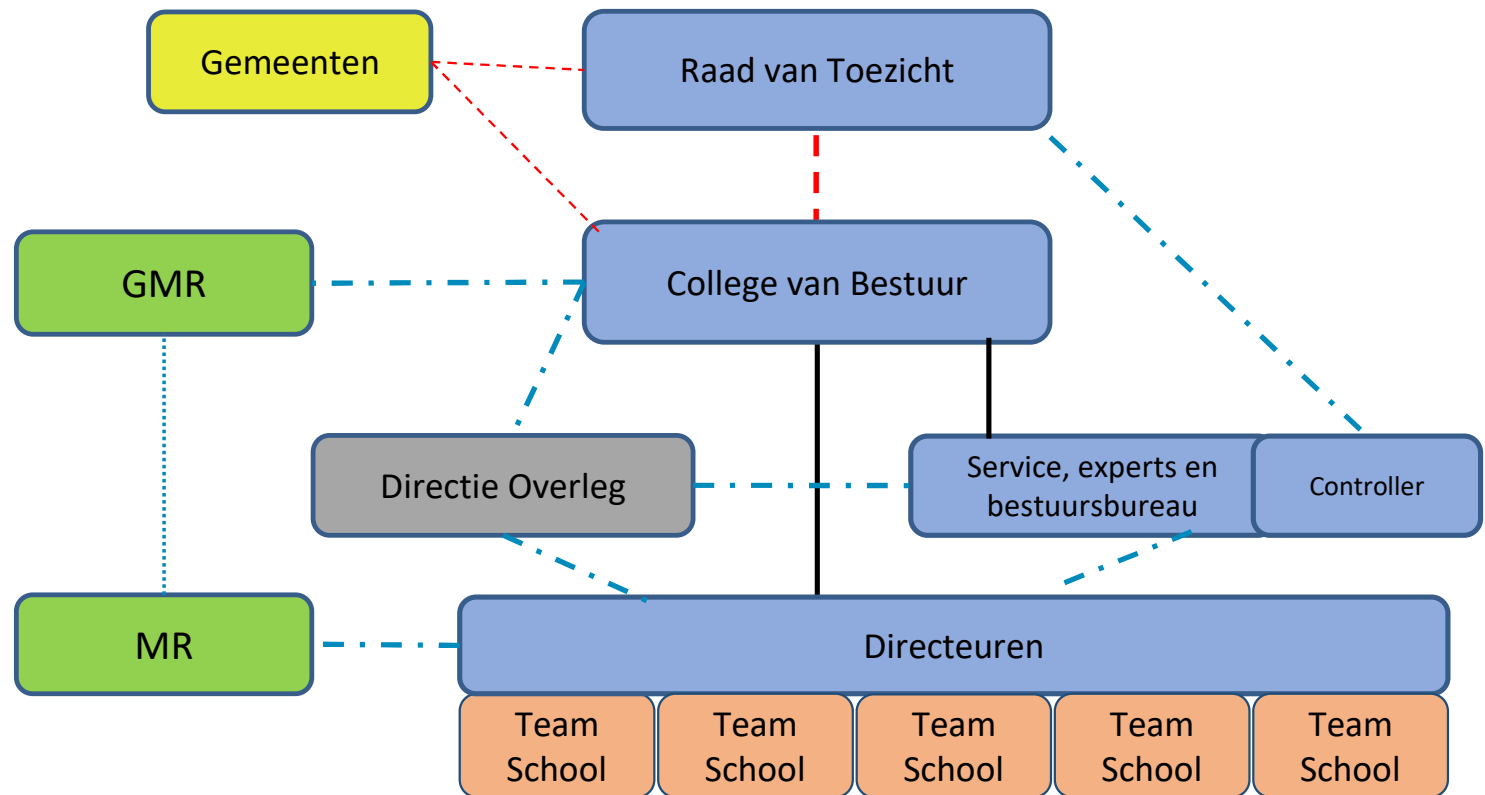 Gemeenten
Raad van Toezicht
GMR
College van Bestuur
Directie Overleg
Service, experts en
bestuursbureau
Controller
MR
Directeuren
Team
School
Team
School
Team
School
Team
School
Team
School